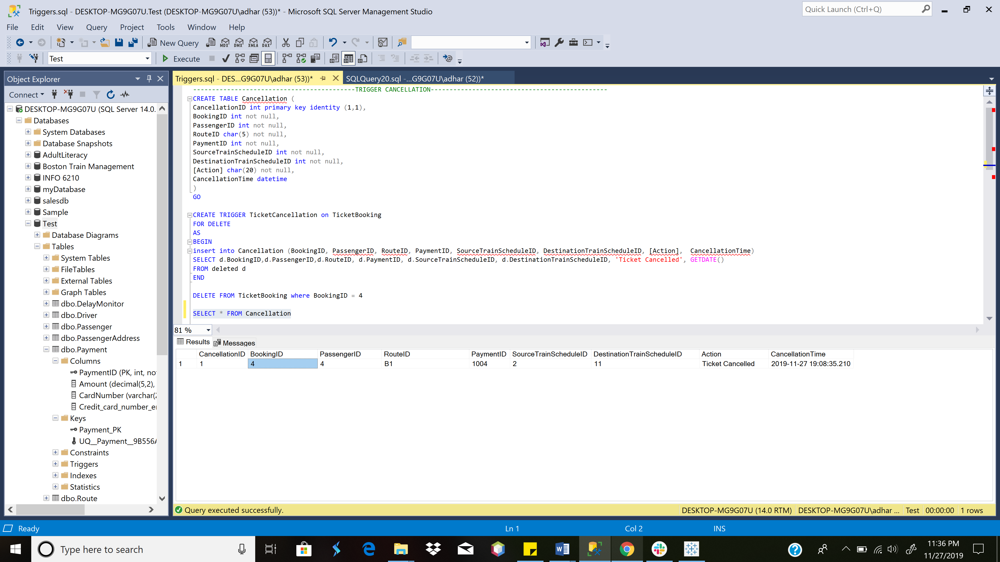 Triggers.sql - DESKTOP-MG9G07U.Test (DESKTOP-MG9G07U\adhar (53))* - Microsoft SQL Server Management Studio
Quick Launch (Ctrl+Q)
File Edit View Query Project Tools Window Help
New Query MDX DMX XMLA DAX
Test Execute
Object Explorer
Connect
DESKTOP-MG9G07U (SQL Server 14.0.
Databases
System Databases
Database Snapshots
AdultLiteracy
Boston Train Management
INFO 6210
myDatabase
salesdb
Sample
Test
Database Diagrams
Tables
System Tables
FileTables
External Tables
Graph Tables
dbo.DelayMonitor
dbo.Driver
dbo.Passenger
dbo.PassengerAddress
dbo.Payment
Columns
PaymentID (PK, int, no
Amount (decimal(5,2),
CardNumber (varchar(2
Credit_card_number_e
Keys
Payment_PK
UQ__Payment__9B556A
Constraints
Triggers
Indexes
Statistics
dbo.Route
Triggers.sql - DES...G9G07U\adhar (53))* SQLQuery20.sql -...G9G07U\adhar (52))*
-------------------------------------------TRIGGER CANCELLATION-----------------------------------------------
CREATE TABLE Cancellation (
CancellationID int primary key identity (1,1),
BookingID int not null,
PassengerID int not null,
RouteID char(5) not null,
PaymentID int not null,
SourceTrainScheduleID int not null,
DestinationTrainScheduleID int not null,
[Action] char(20) not null,
CancellationTime datetime
)
GO
CREATE TRIGGER TicketCancellation on TicketBooking
FOR DELETE
AS
BEGIN
insert into Cancellation (BookingID, PassengerID, RouteID, PaymentID, SourceTrainScheduleID, DestinationTrainScheduleID, [Action],  CancellationTime)
SELECT d.BookingID,d.PassengerID,d.RouteID, d.PaymentID, d.SourceTrainScheduleID, d.DestinationTrainScheduleID, 'Ticket Cancelled', GETDATE()
FROM deleted d
END
DELETE FROM TicketBooking where BookingID = 4
SELECT * FROM Cancellation
81 %
Results Messages
CancellationID BookingID PassengerID RouteID PaymentID SourceTrainScheduleID DestinationTrainScheduleID Action CancellationTime
1 1 4 4 B1 1004 2 11 Ticket Cancelled 2019-11-27 19:08:35.210
Query executed successfully. DESKTOP-MG9G07U (14.0 RTM) DESKTOP-MG9G07U\adhar ... Test 00:00:00 1 rows
Ready Ln 1 Col 2 INS
Type here to search
11:36 PM
11/27/2019